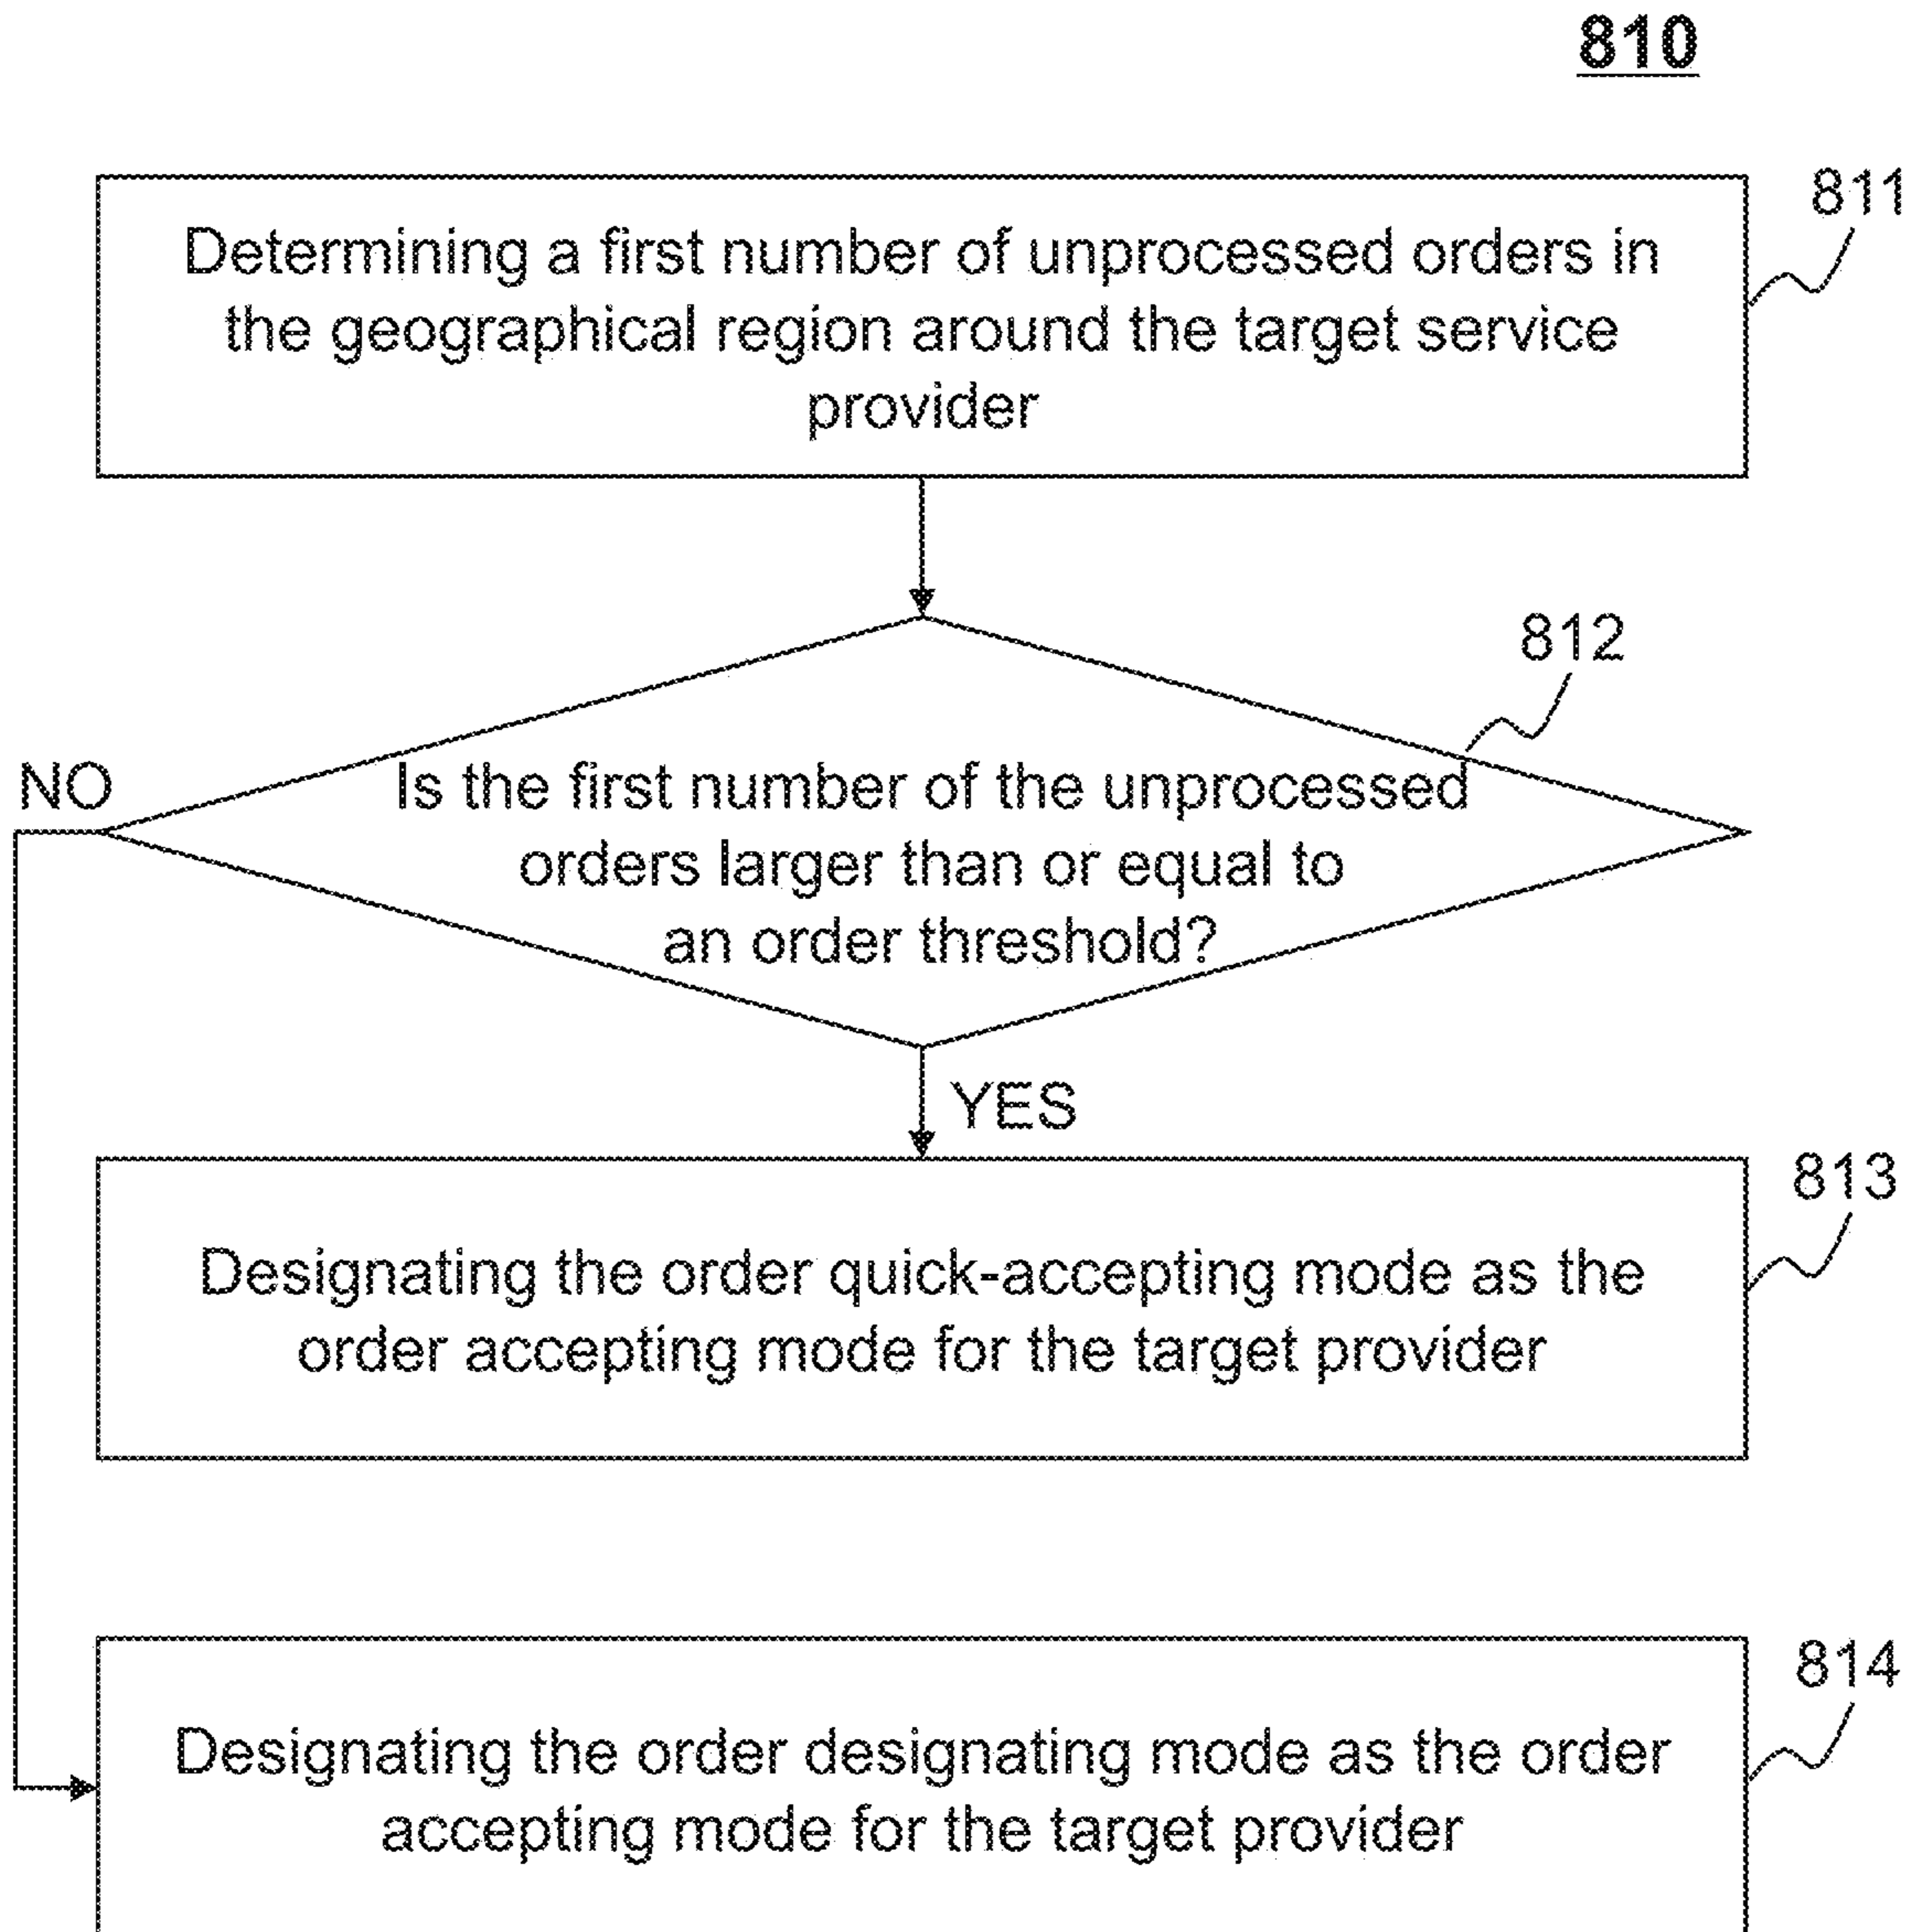 810
811
Determining a first number of unprocessed orders in
the geographical region around the target service
provider
812
NO
Is the first number of the unprocessed
orders larger than or equal to
an order threshold?
YES
813
Designating the order quick-accepting mode as the
order accepting mode for the target provider
814
Designating the order designating mode as the order
accepting mode for the target provider